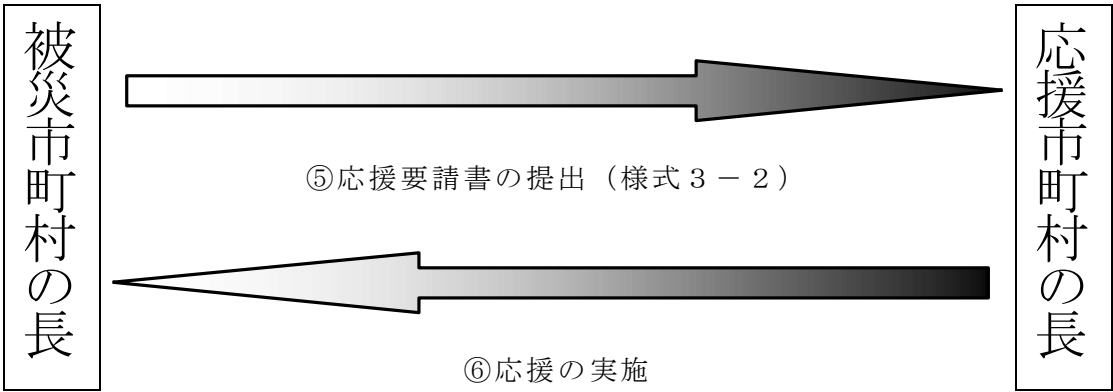 被災市町村の長
⑤応援要請書の提出（様式３－２）
⑥応援の実施
応援市町村の長